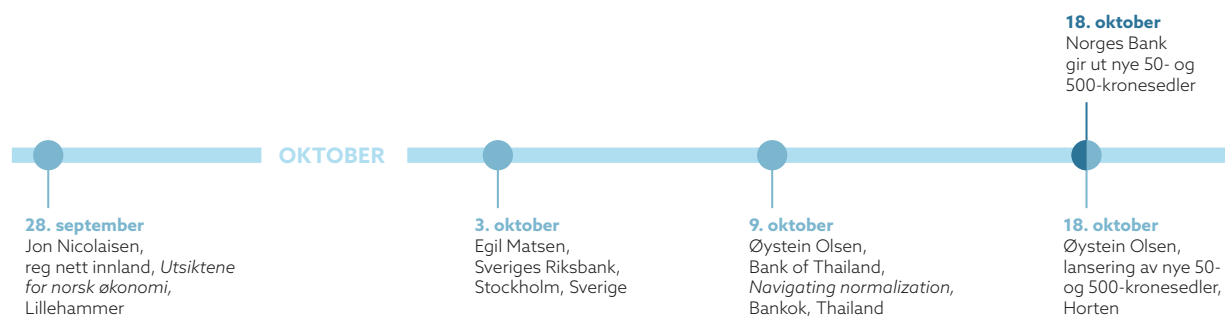 18. oktober
Norges Bank
gir ut nye 50- og
500-kronesedler
OKTOBER
28. september
Jon Nicolaisen,
reg nett innland, Utsiktene
for norsk økonomi,
Lillehammer
3. oktober
Egil Matsen,
Sveriges Riksbank,
Stockholm, Sverige
9. oktober
Øystein Olsen,
Bank of Thailand,
Navigating normalization,
Bankok, Thailand
18. oktober
Øystein Olsen,
lansering av nye 50-
og 500-kronesedler,
Horten